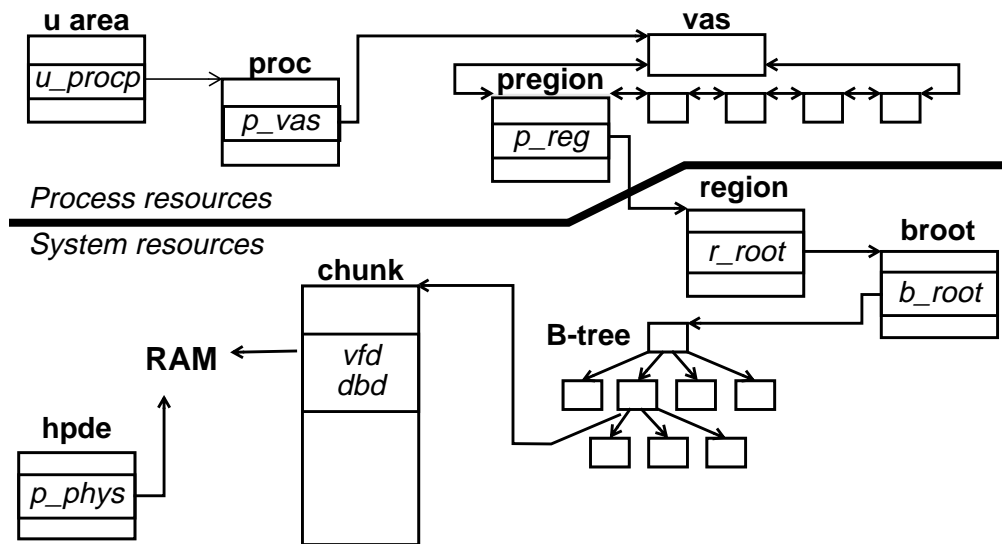 u area
u_procp
proc
p_vas
vas
pregion
p_reg
Process resources
System resources
region
r_root
broot
b_root
chunk
vfd
dbd
B-tree
RAM
hpde
p_phys